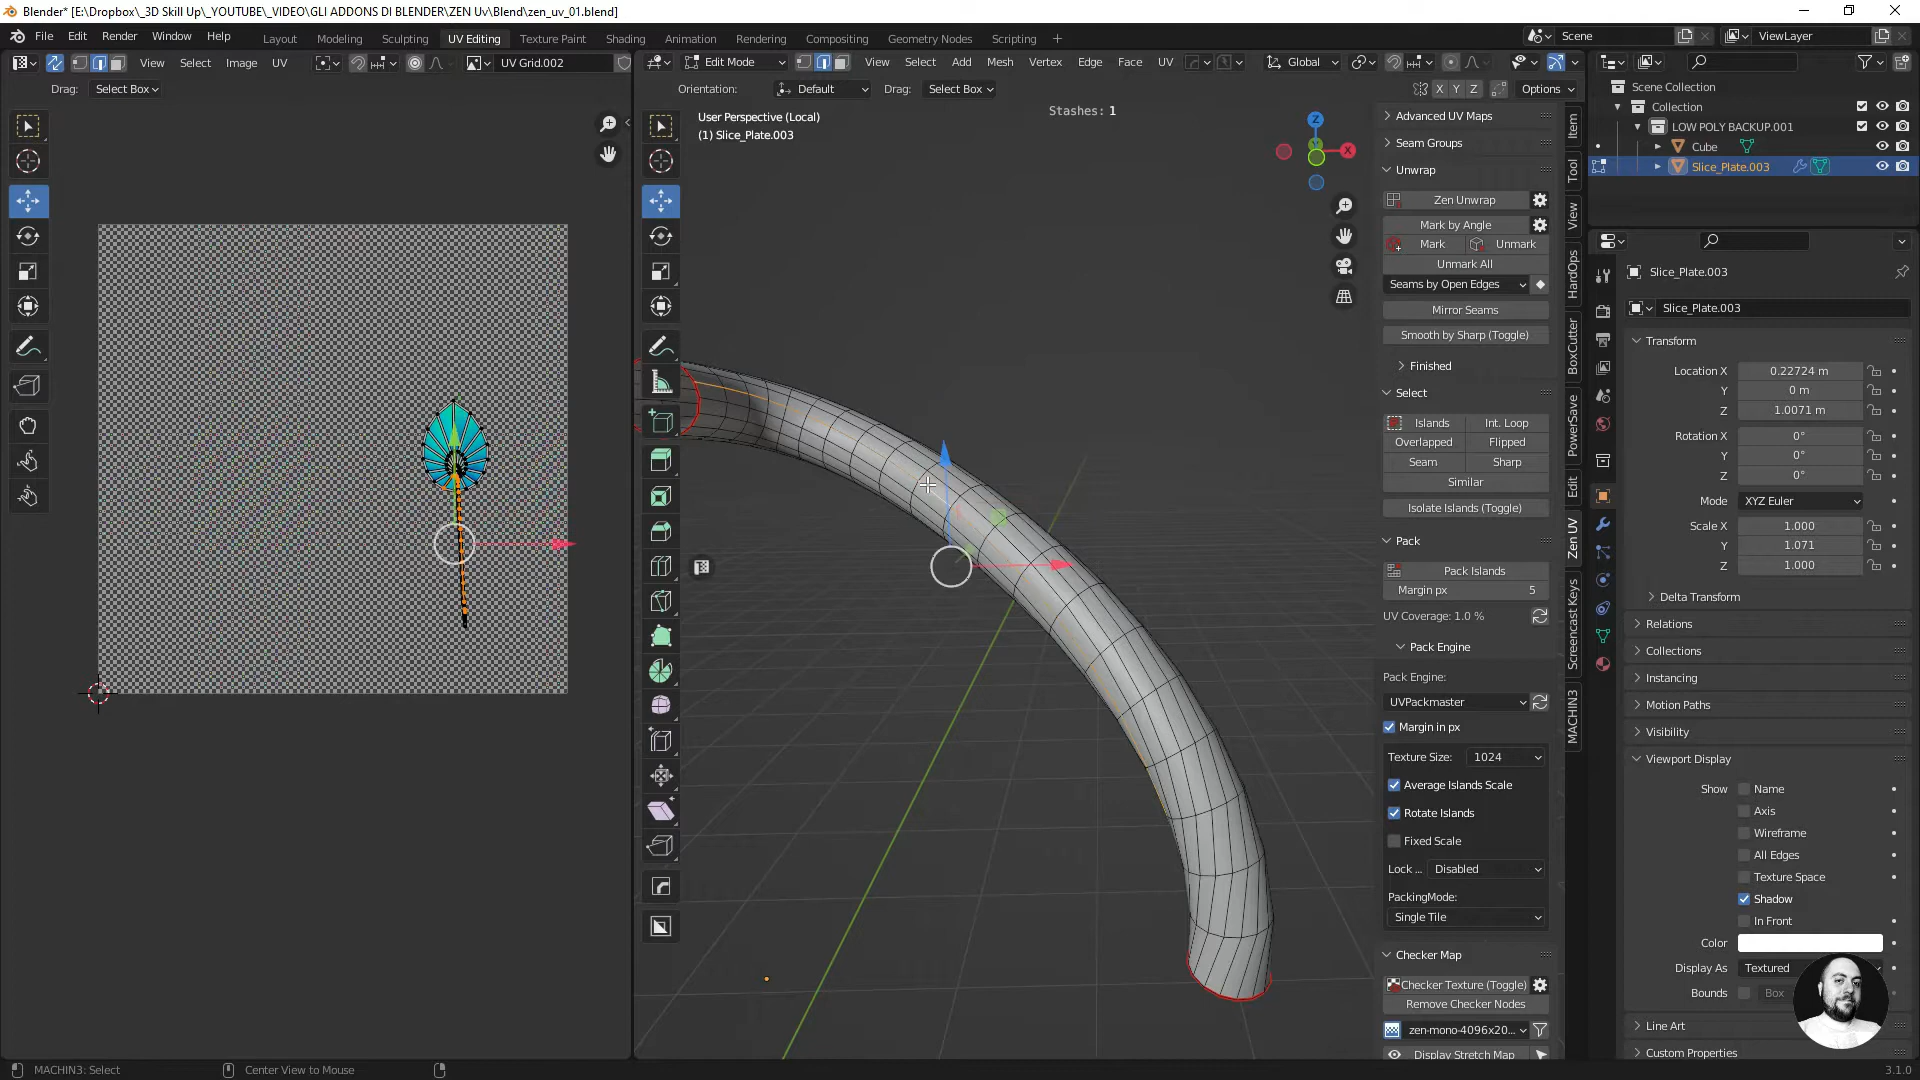 Blender* [E:\Dropbox\_3D Skill Up\_YOUTUBE\_VIDEO\GLI ADDONS DI BLENDER\ZEN Uv\Blend\zen_uv_01.blend]
File Edit Render Window Help
Layout Modeling Sculpting UV Editing Texture Paint Shading Animation Rendering Compositing Geometry Nodes Scripting
Scene
ViewLayer
View Select Image UV
UV Grid.002
Edit Mode
View Select Add Mesh Vertex Edge Face UV
Global
Drag: Select Box
Orientation: Default Drag: Select Box
X Y Z Options
User Perspective (Local)
(1) Slice_Plate.003
Stashes: 1
Z
X
Advanced UV Maps
Seam Groups
Unwrap
Zen Unwrap
Mark by Angle
Mark Unmark
Unmark All
Seams by Open Edges
Mirror Seams
Smooth by Sharp (Toggle)
Finished
Select
Islands Int. Loop
Overlapped Flipped
Seam Sharp
Similar
Isolate Islands (Toggle)
Pack
Pack Islands
Margin px 5
UV Coverage: 1.0 %
Pack Engine
Pack Engine:
UVPackmaster
Margin in px
Texture Size: 1024
Average Islands Scale
Rotate Islands
Fixed Scale
Lock ... Disabled
PackingMode:
Single Tile
Checker Map
Checker Texture (Toggle)
Remove Checker Nodes
zen-mono-4096x20...
Display Stretch Map
Item
Tool
View
HardOps
BoxCutter
PowerSave
Edit
Zen UV
Screencast Keys
MACHIN3
Scene Collection
Collection
LOW POLY BACKUP.001
Cube
Slice_Plate.003
Slice_Plate.003
Slice_Plate.003
Transform
Location X 0.22724 m
Y 0 m
Z 1.0071 m
Rotation X 0°
Y 0°
Z 0°
Mode XYZ Euler
Scale X 1.000
Y 1.071
Z 1.000
Delta Transform
Relations
Collections
Instancing
Motion Paths
Visibility
Viewport Display
Show Name
Axis
Wireframe
All Edges
Texture Space
Shadow
In Front
Color
Display As Textured
Bounds Box
Line Art
Custom Properties
MACHIN3: Select
Center View to Mouse
3.1.0